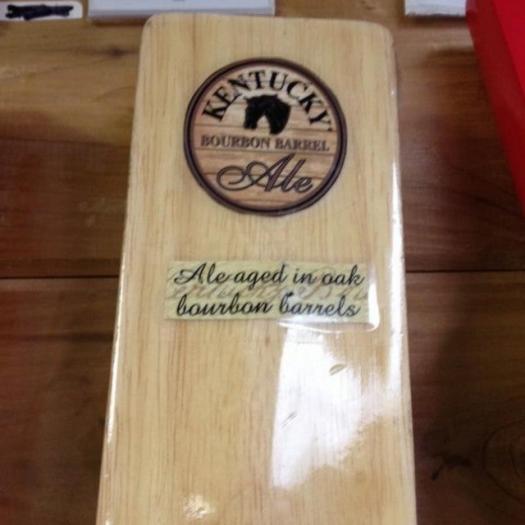 KENTUCKY
BOURBON BARREL
Ale
Ale aged in oak
bourbon barrels